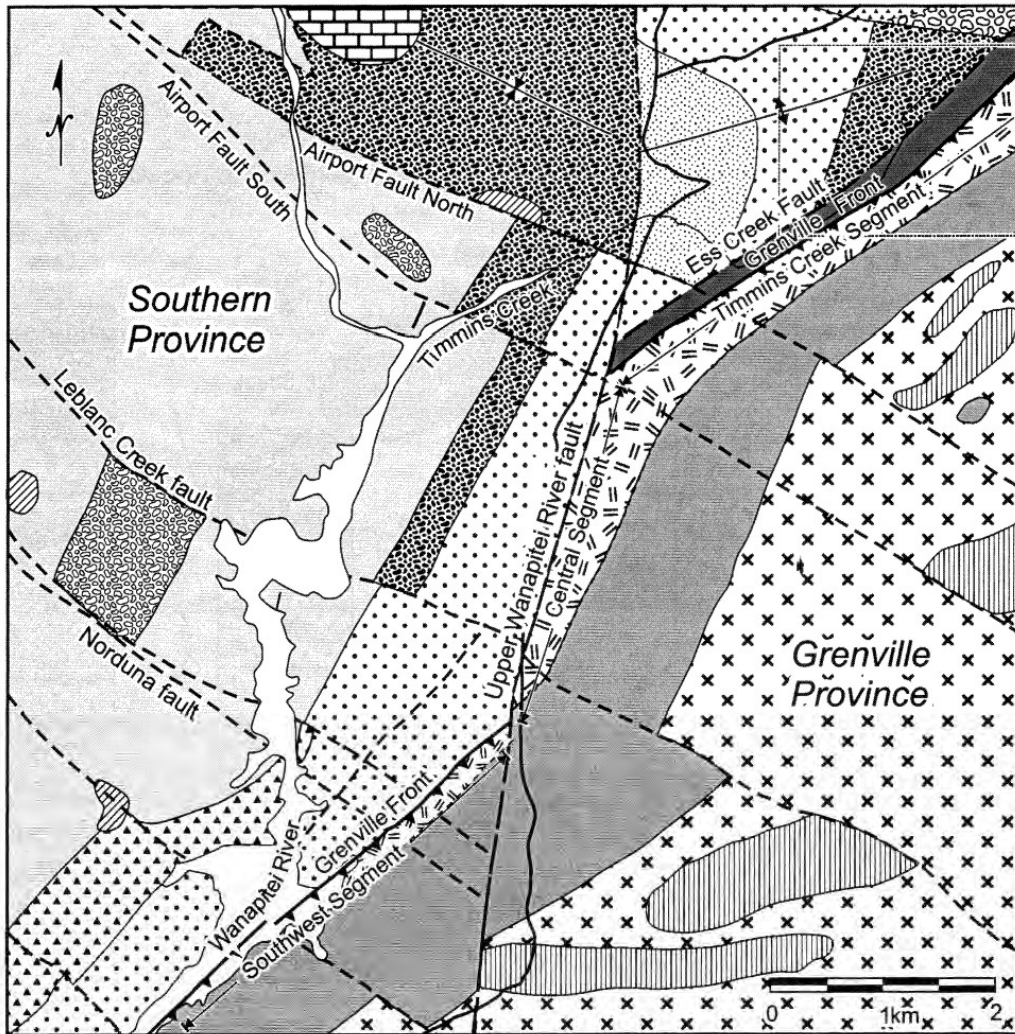 N
Airport Fault South
Airport Fault North
Ess Creek Fault
Grenville Front
Timmins Creek Segment
Southern
Province
Timmins Creek
Leblanc Creek fault
Upper Wanapitei River fault
Central Segment
Norduna fault
Grenville
Province
Grenville Front
Wanapitei River
Southwest Segment
0 1km 2